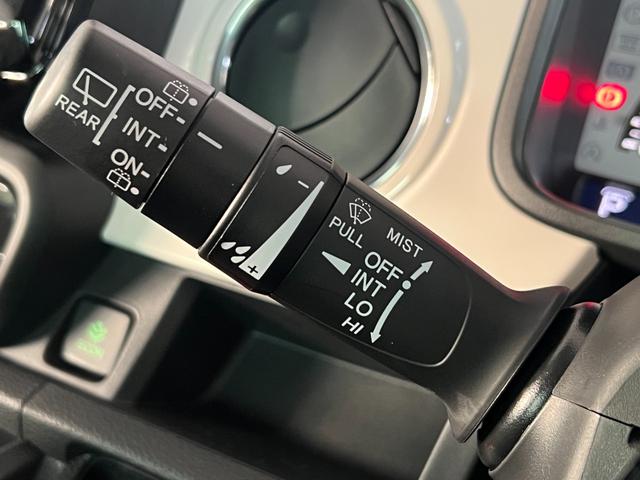 REAR
OFF
INT
ON
- 
+
PULL
MIST
OFF
INT
LO
HI
P